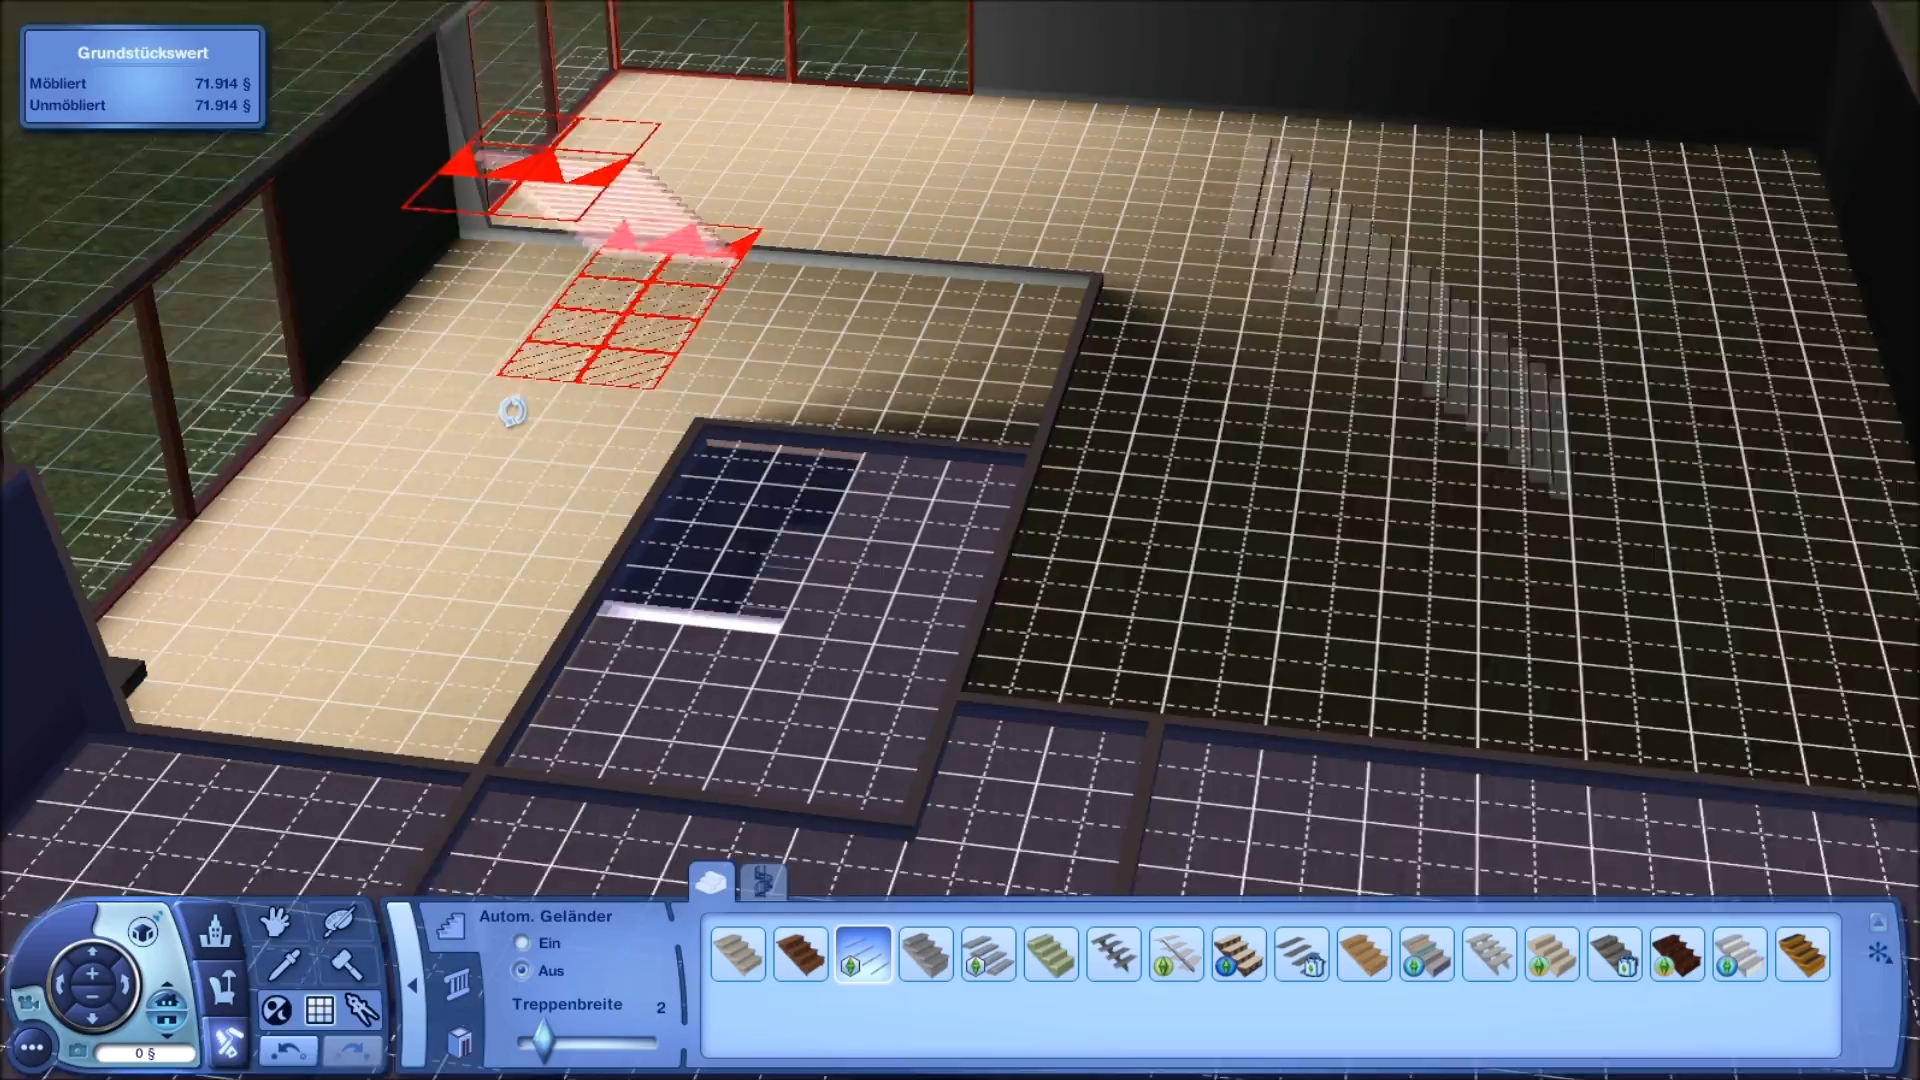 Grundstückswert
Möbliert 71.914 §
Unmöbliert 71.914 §
Autom. Geländer
Ein
Aus
Treppenbreite 2
0 §